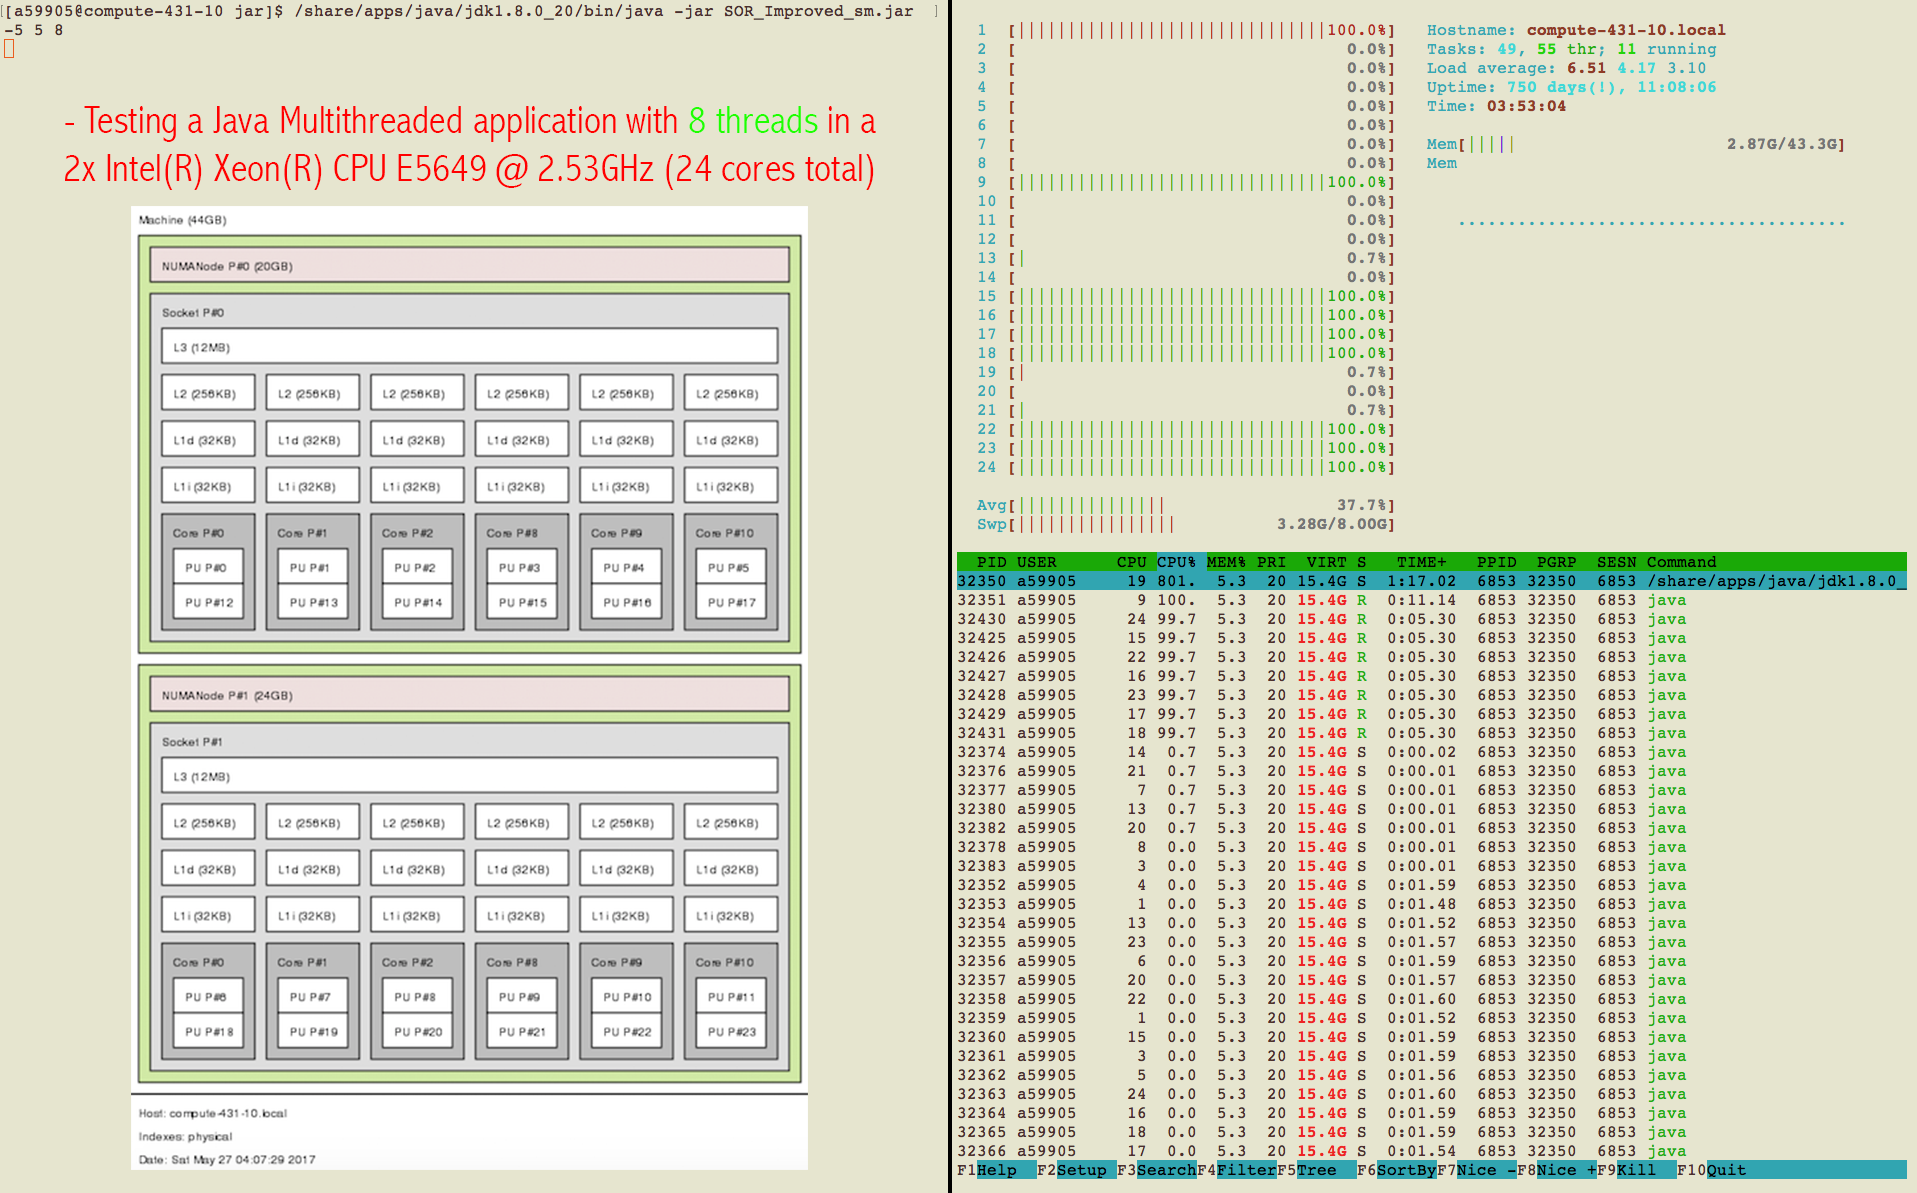 [[a59905@compute-431-10 jar]$ /share/apps/java/jdk1.8.0_20/bin/java -jar SOR_Improved_sm.jar ]
-5 5 8
- Testing a Java Multithreaded application with 8 threads in a
2x Intel(R) Xeon(R) CPU E5649 @ 2.53GHz (24 cores total)
Machine (44GB)
NUMANode P#0 (20GB)
Socket P#0
L3 (12MB)
L2 (256KB) L2 (256KB) L2 (256KB) L2 (256KB) L2 (256KB) L2 (256KB)
L1d (32KB) L1d (32KB) L1d (32KB) L1d (32KB) L1d (32KB) L1d (32KB)
L1i (32KB) L1i (32KB) L1i (32KB) L1i (32KB) L1i (32KB) L1i (32KB)
Core P#0 Core P#1 Core P#2 Core P#8 Core P#9 Core P#10
PU P#0 PU P#1 PU P#2 PU P#3 PU P#4 PU P#5
PU P#12 PU P#13 PU P#14 PU P#15 PU P#16 PU P#17
NUMANode P#1 (24GB)
Socket P#1
L3 (12MB)
L2 (256KB) L2 (256KB) L2 (256KB) L2 (256KB) L2 (256KB) L2 (256KB)
L1d (32KB) L1d (32KB) L1d (32KB) L1d (32KB) L1d (32KB) L1d (32KB)
L1i (32KB) L1i (32KB) L1i (32KB) L1i (32KB) L1i (32KB) L1i (32KB)
Core P#0 Core P#1 Core P#2 Core P#8 Core P#9 Core P#10
PU P#6 PU P#7 PU P#8 PU P#9 PU P#10 PU P#11
PU P#18 PU P#19 PU P#20 PU P#21 PU P#22 PU P#23
Host: compute-431-10.local
Indexes: physical
Date: Sat May 27 04:07:29 2017
1 [||||||||||||||||||||||||||||||||100.0%]
2 [ 0.0%]
3 [ 0.0%]
4 [ 0.0%]
5 [ 0.0%]
6 [ 0.0%]
7 [ 0.0%]
8 [ 0.0%]
9 [||||||||||||||||||||||||||||||||100.0%]
10 [ 0.0%]
11 [ 0.0%]
12 [ 0.0%]
13 [| 0.7%]
14 [ 0.0%]
15 [||||||||||||||||||||||||||||||||100.0%]
16 [||||||||||||||||||||||||||||||||100.0%]
17 [||||||||||||||||||||||||||||||||100.0%]
18 [||||||||||||||||||||||||||||||||100.0%]
19 [| 0.7%]
20 [ 0.0%]
21 [| 0.7%]
22 [||||||||||||||||||||||||||||||||100.0%]
23 [||||||||||||||||||||||||||||||||100.0%]
24 [||||||||||||||||||||||||||||||||100.0%]
Avg[||||||||||||||| 37.7%]
Swp[|||||||||||||||| 3.28G/8.00G]
Hostname: compute-431-10.local
Tasks: 49, 55 thr; 11 running
Load average: 6.51 4.17 3.10
Uptime: 750 days(!), 11:08:06
Time: 03:53:04
Mem[||||| 2.87G/43.3G]
Mem
PID USER CPU CPU% MEM% PRI VIRT S TIME+ PPID PGRP SESN Command
32350 a59905 19 801. 5.3 20 15.4G S 1:17.02 6853 32350 6853 /share/apps/java/jdk1.8.0_
32351 a59905 9 100. 5.3 20 15.4G R 0:11.14 6853 32350 6853 java
32430 a59905 24 99.7 5.3 20 15.4G R 0:05.30 6853 32350 6853 java
32425 a59905 15 99.7 5.3 20 15.4G R 0:05.30 6853 32350 6853 java
32426 a59905 22 99.7 5.3 20 15.4G R 0:05.30 6853 32350 6853 java
32427 a59905 16 99.7 5.3 20 15.4G R 0:05.30 6853 32350 6853 java
32428 a59905 23 99.7 5.3 20 15.4G R 0:05.30 6853 32350 6853 java
32429 a59905 17 99.7 5.3 20 15.4G R 0:05.30 6853 32350 6853 java
32431 a59905 18 99.7 5.3 20 15.4G R 0:05.30 6853 32350 6853 java
32374 a59905 14 0.7 5.3 20 15.4G S 0:00.02 6853 32350 6853 java
32376 a59905 21 0.7 5.3 20 15.4G S 0:00.01 6853 32350 6853 java
32377 a59905 7 0.7 5.3 20 15.4G S 0:00.01 6853 32350 6853 java
32380 a59905 13 0.7 5.3 20 15.4G S 0:00.01 6853 32350 6853 java
32382 a59905 20 0.7 5.3 20 15.4G S 0:00.01 6853 32350 6853 java
32378 a59905 8 0.0 5.3 20 15.4G S 0:00.01 6853 32350 6853 java
32383 a59905 3 0.0 5.3 20 15.4G S 0:00.01 6853 32350 6853 java
32352 a59905 4 0.0 5.3 20 15.4G S 0:01.59 6853 32350 6853 java
32353 a59905 1 0.0 5.3 20 15.4G S 0:01.48 6853 32350 6853 java
32354 a59905 13 0.0 5.3 20 15.4G S 0:01.52 6853 32350 6853 java
32355 a59905 23 0.0 5.3 20 15.4G S 0:01.57 6853 32350 6853 java
32356 a59905 6 0.0 5.3 20 15.4G S 0:01.59 6853 32350 6853 java
32357 a59905 20 0.0 5.3 20 15.4G S 0:01.57 6853 32350 6853 java
32358 a59905 22 0.0 5.3 20 15.4G S 0:01.60 6853 32350 6853 java
32359 a59905 1 0.0 5.3 20 15.4G S 0:01.52 6853 32350 6853 java
32360 a59905 15 0.0 5.3 20 15.4G S 0:01.59 6853 32350 6853 java
32361 a59905 3 0.0 5.3 20 15.4G S 0:01.59 6853 32350 6853 java
32362 a59905 5 0.0 5.3 20 15.4G S 0:01.56 6853 32350 6853 java
32363 a59905 24 0.0 5.3 20 15.4G S 0:01.60 6853 32350 6853 java
32364 a59905 16 0.0 5.3 20 15.4G S 0:01.59 6853 32350 6853 java
32365 a59905 18 0.0 5.3 20 15.4G S 0:01.59 6853 32350 6853 java
32366 a59905 17 0.0 5.3 20 15.4G S 0:01.54 6853 32350 6853 java
F1Help F2Setup F3SearchF4FilterF5Tree F6SortByF7Nice -F8Nice +F9Kill F10Quit